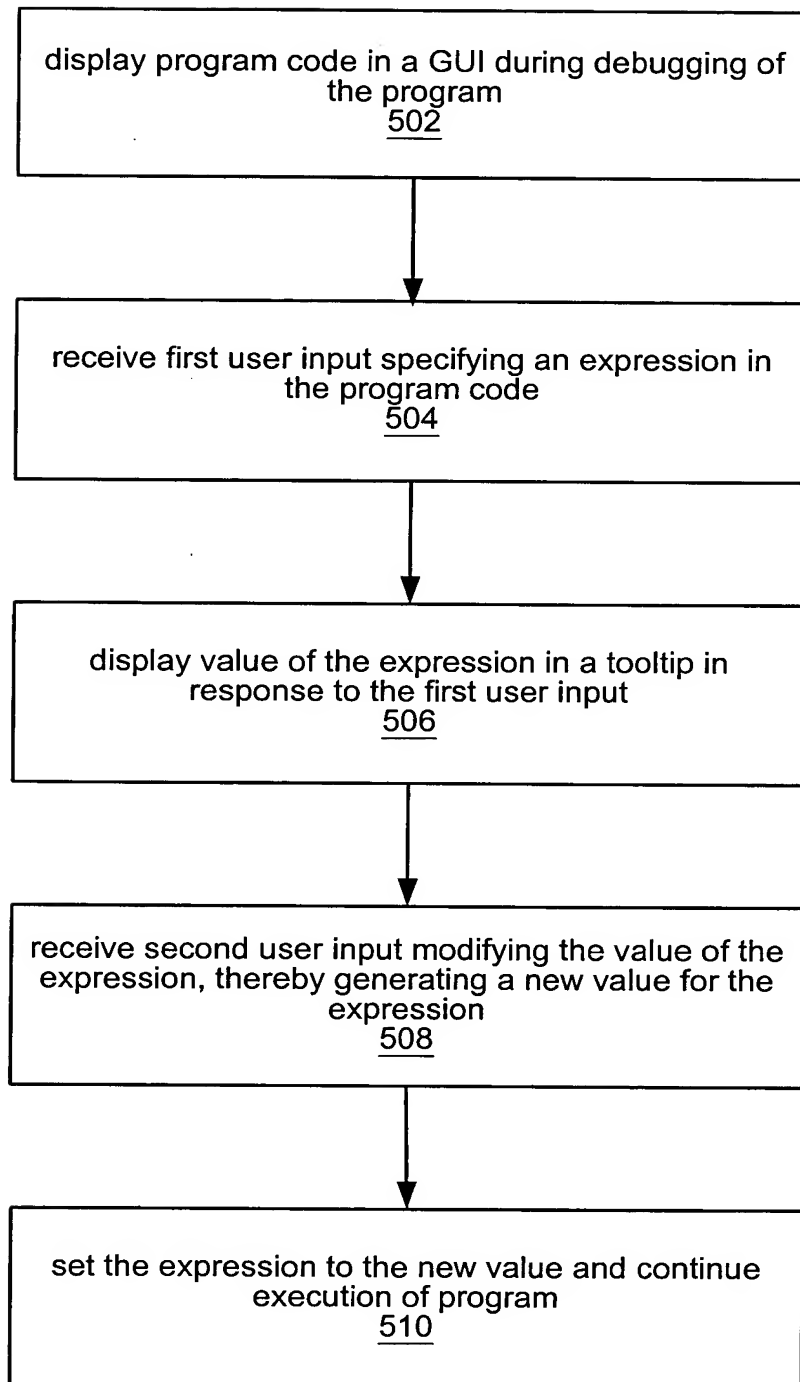 display program code in a GUI during debugging of
the program
502
receive first user input specifying an expression in
the program code
504
display value of the expression in a tooltip in
response to the first user input
506
receive second user input modifying the value of the
expression, thereby generating a new value for the
expression
508
set the expression to the new value and continue
execution of program
510